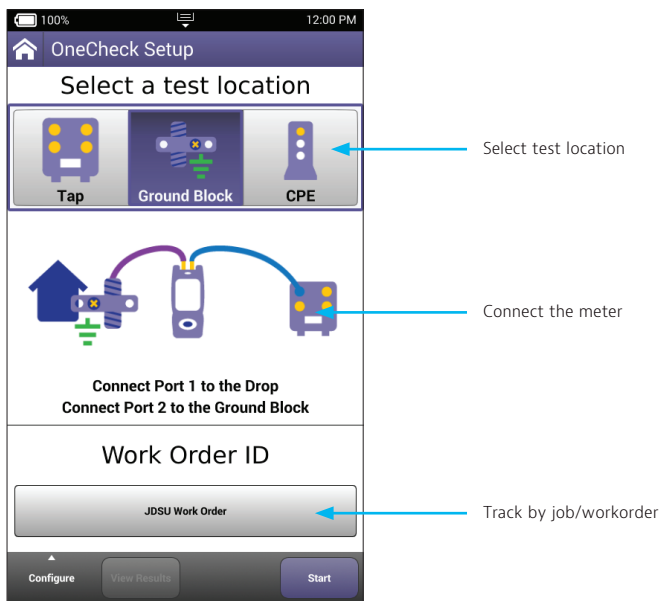 100%
12:00 PM
OneCheck Setup
Select a test location
Tap
Ground Block
CPE
Select test location
Connect the meter
Connect Port 1 to the Drop
Connect Port 2 to the Ground Block
Work Order ID
JDSU Work Order
Track by job/workorder
Configure
View Results
Start